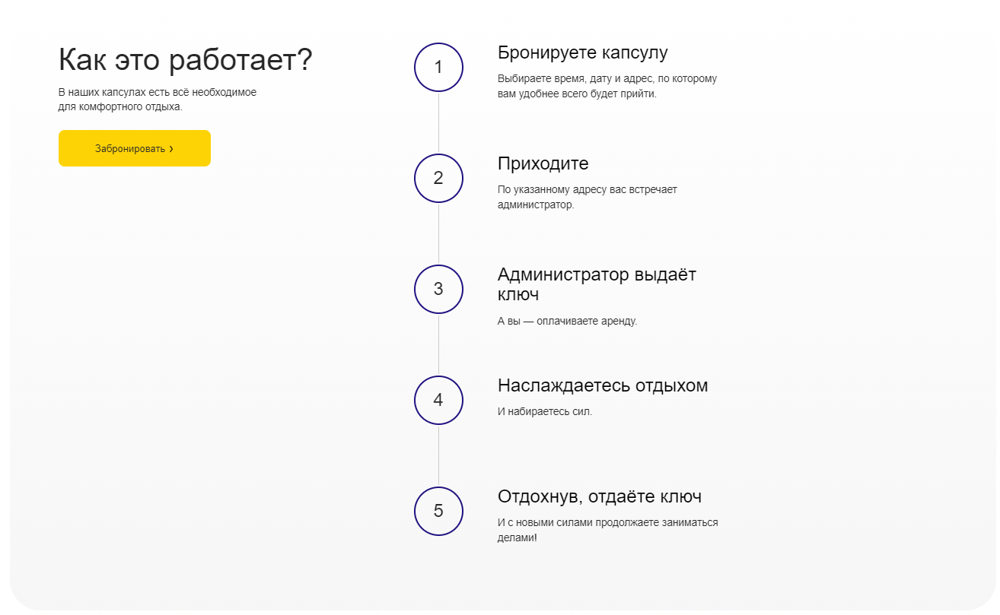 Как это работает?
В наших капсулах есть всё необходимое
для комфортного отдыха.
Забронировать ›
1
Бронируете капсулу
Выбираете время, дату и адрес, по которому
вам удобнее всего будет прийти.
2
Приходите
По указанному адресу вас встречает
администратор.
3
Администратор выдаёт
ключ
А вы — оплачиваете аренду.
4
Наслаждаетесь отдыхом
И набираетесь сил.
5
Отдохнув, отдаёте ключ
И с новыми силами продолжаете заниматься
делами!